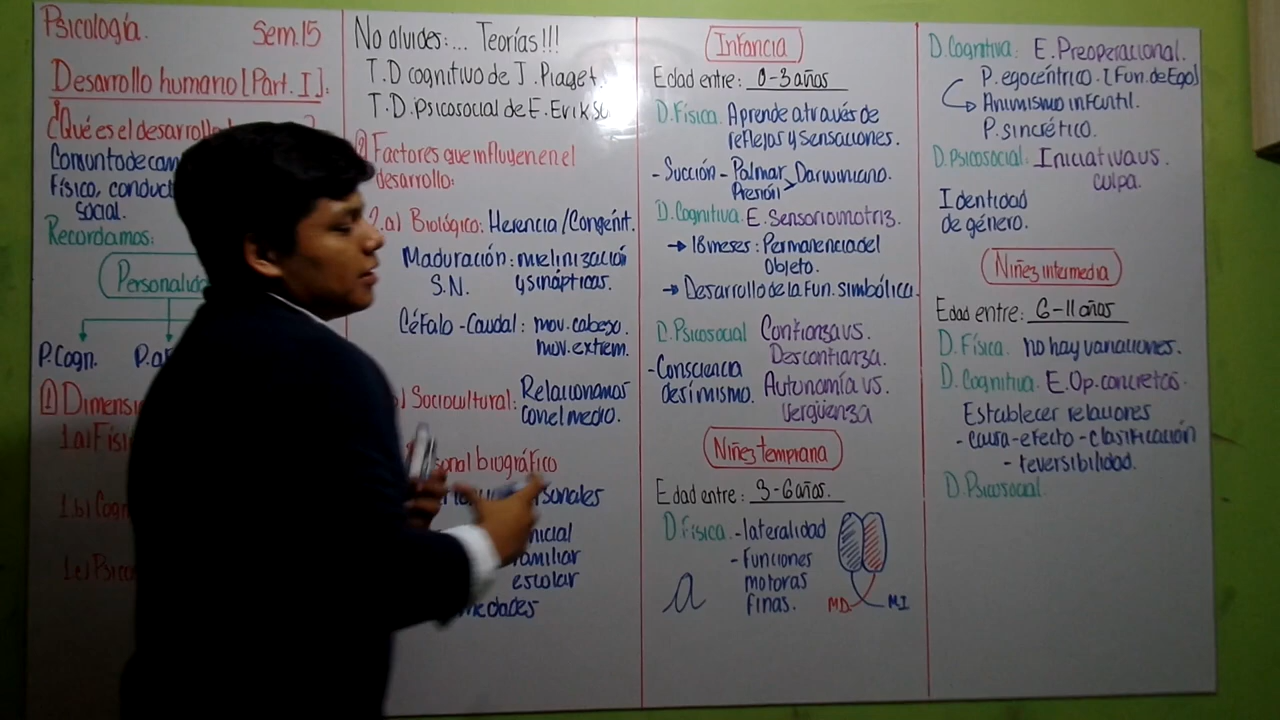 Psicología. Sem.15
Desarrollo humano [Part. I]:
¿Qué es el desarrollo ?
Conjunto de cam
Físico, conduct
social.
Recordamos:
Personalid
P.Cogn. P.a
① Dimensi
1.a) Físi
1.b) Cogn
1.c) Psico
No olvides:... Teorías!!!
T.D cognitivo de J. Piaget.
T.D. psicosocial de E. Erikso
② Factores que influyen en el
desarrollo:
2.a) Biológico: Herencia/Congénit.
Maduración: mielinización
S.N. y sinápticas.
Céfalo-Caudal: mov. cabeza.
mov. extrem.
) Sociocultural: Relacionamos
con el medio.
sonal biográfico
sonales
nicial
amiliar
escolar
medades
Infancia
Edad entre: 0-3 años
D.Física. Aprende a través de
reflejos y sensaciones.
- Succión - Palmar Darwiniano.
Presión
D.Cognitiva. E. Sensoriomotriz.
→ 18 meses: Permanencia del
Objeto.
→ Desarrollo de la Fun. simbólica.
D.Psicosocial Confianza vs.
Desconfianza.
-Consciencia
de sí mismo. Autonomía vs.
Vergüenza
Niñez temprana
Edad entre: 3-6 años.
D.Física. -lateralidad
-Funciones
motoras
finas.
a
MD MI
D.Cognitiva: E. Preoperacional.
P. egocéntrico. (Fun. de Ego)
Animismo infantil.
P. sincrético.
D.Psicosocial: Iniciativa vs.
culpa.
Identidad
de género.
Niñez intermedia
Edad entre: 6-11 años
D.Física. no hay variaciones.
D.Cognitiva. E.Op.concretas.
Establecer relaciones
-causa-efecto -clasificación
-reversibilidad.
D.Psicosocial.